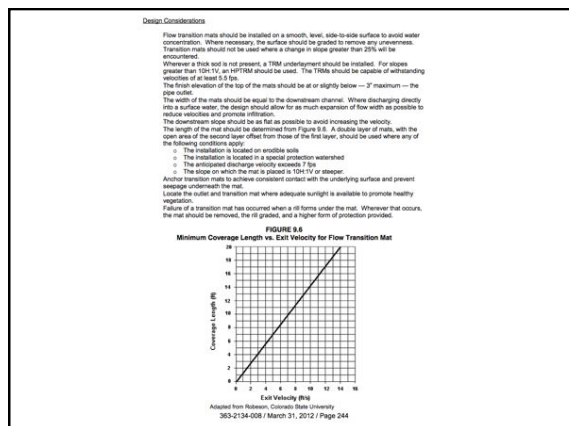 Design Considerations
Flow transition mats should be installed on a smooth, level, side-to-side surface to avoid water
concentration. Where necessary, the surface should be graded to remove any unevenness.
Transition mats should not be used where a change in slope greater than 25% will be
encountered.
Wherever a thick sod is not present, a TRM underlayment should be installed. For slopes
greater than 10H:1V, an HPTRM should be used. The TRMs should be capable of withstanding
velocities of at least 5.5 fps.
The finish elevation of the top of the mats should be at or slightly below — 3" maximum — the
pipe outlet.
The width of the mats should be equal to the downstream channel. Where discharging directly
into a surface water, the design should allow for as much expansion of flow width as possible to
reduce velocities and promote infiltration.
The downstream slope should be as flat as possible to avoid increasing the velocity.
The length of the mat should be determined from Figure 9.6. A double layer of mats, with the
open area of the second layer offset from those of the first layer, should be used where any of
the following conditions apply:
o The installation is located on erodible soils
o The installation is located in a special protection watershed
o The anticipated discharge velocity exceeds 7 fps
o The slope on which the mat is placed is 10H:1V or steeper.
Anchor transition mats to achieve consistent contact with the underlying surface and prevent
seepage underneath the mat.
Locate the outlet and transition mat where adequate sunlight is available to promote healthy
vegetation.
Failure of a transition mat has occurred when a rill forms under the mat. Wherever that occurs,
the mat should be removed, the rill graded, and a higher form of protection provided.
FIGURE 9.6
Minimum Coverage Length vs. Exit Velocity for Flow Transition Mat
20
18
16
14
12
10
8
6
4
2
0
Coverage Length (ft)
0 2 4 6 8 10 12 14 16
Exit Velocity (ft/s)
Adapted from Robeson, Colorado State University
363-2134-008 / March 31, 2012 / Page 244